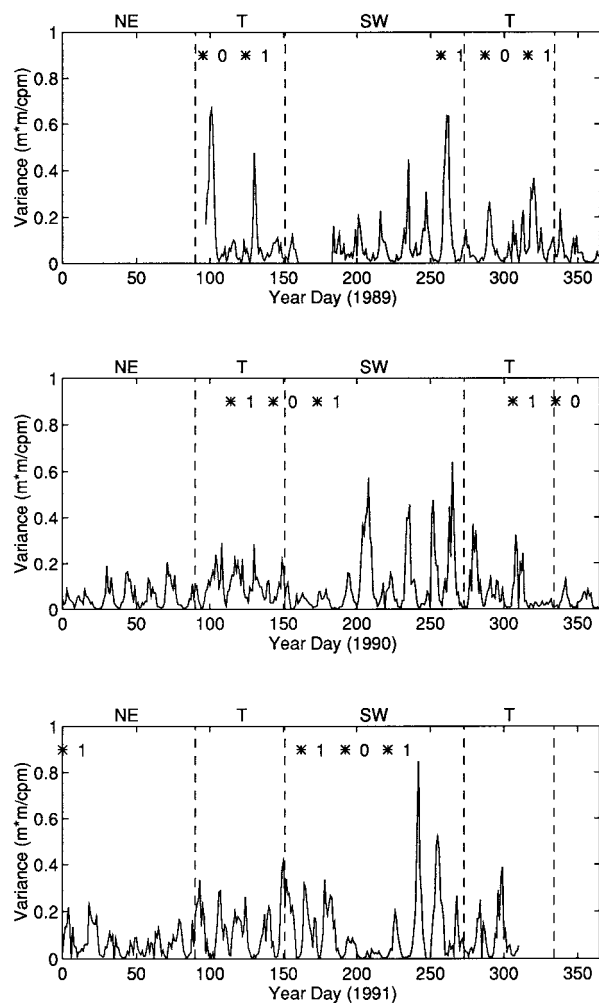 NE T SW T
1
✱ 0 ✱ 1 ✱ 1 ✱ 0 ✱ 1
0.8
0.6
0.4
0.2
0
0 50 100 150 200 250 300 350
Variance (m*m/cpm)
Year Day (1989)
NE T SW T
1
✱ 1 ✱ 0 ✱ 1 ✱ 1 ✱ 0
0.8
0.6
0.4
0.2
0
0 50 100 150 200 250 300 350
Variance (m*m/cpm)
Year Day (1990)
NE T SW T
1
✱ 1 ✱ 1 ✱ 0 ✱ 1
0.8
0.6
0.4
0.2
0
0 50 100 150 200 250 300 350
Variance (m*m/cpm)
Year Day (1991)